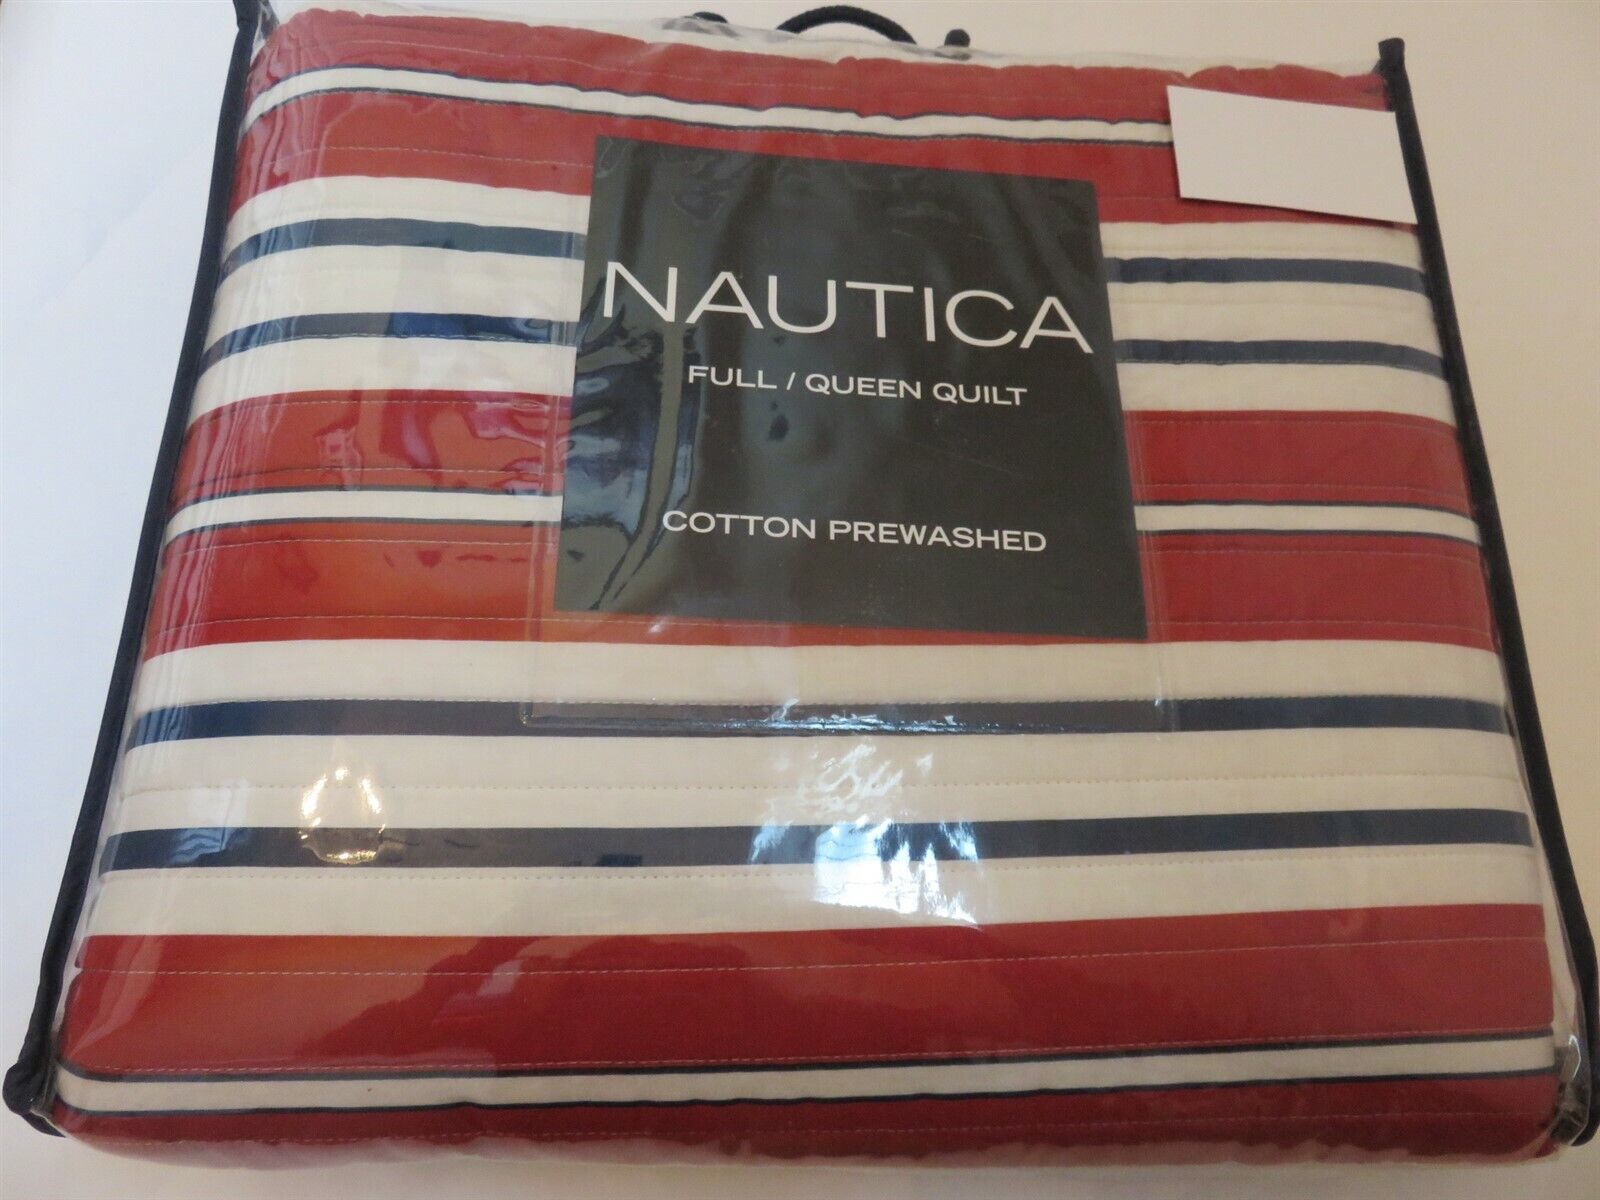 NAUTICA
FULL / QUEEN QUILT
COTTON PREWASHED